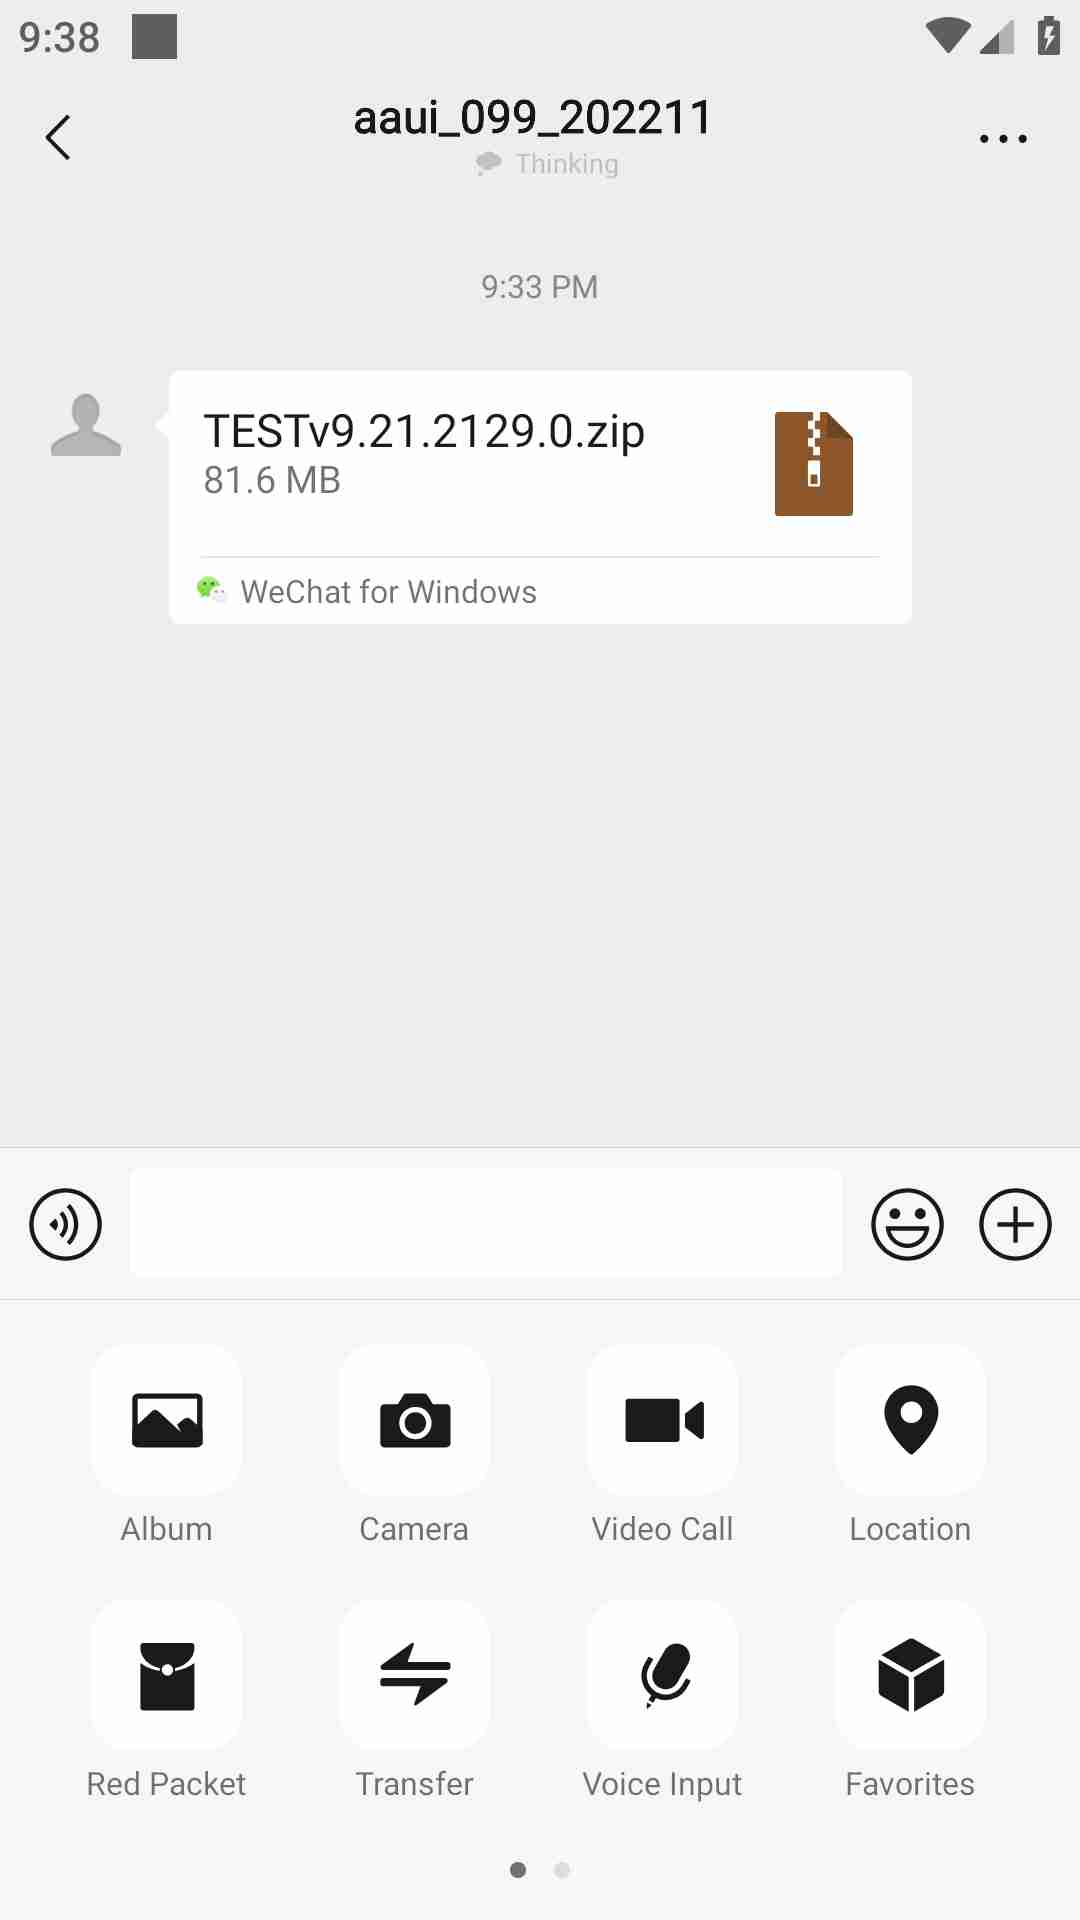 9:38
aaui_099_202211
Thinking
9:33 PM
TESTv9.21.2129.0.zip
81.6 MB
WeChat for Windows
Album
Camera
Video Call
Location
Red Packet
Transfer
Voice Input
Favorites